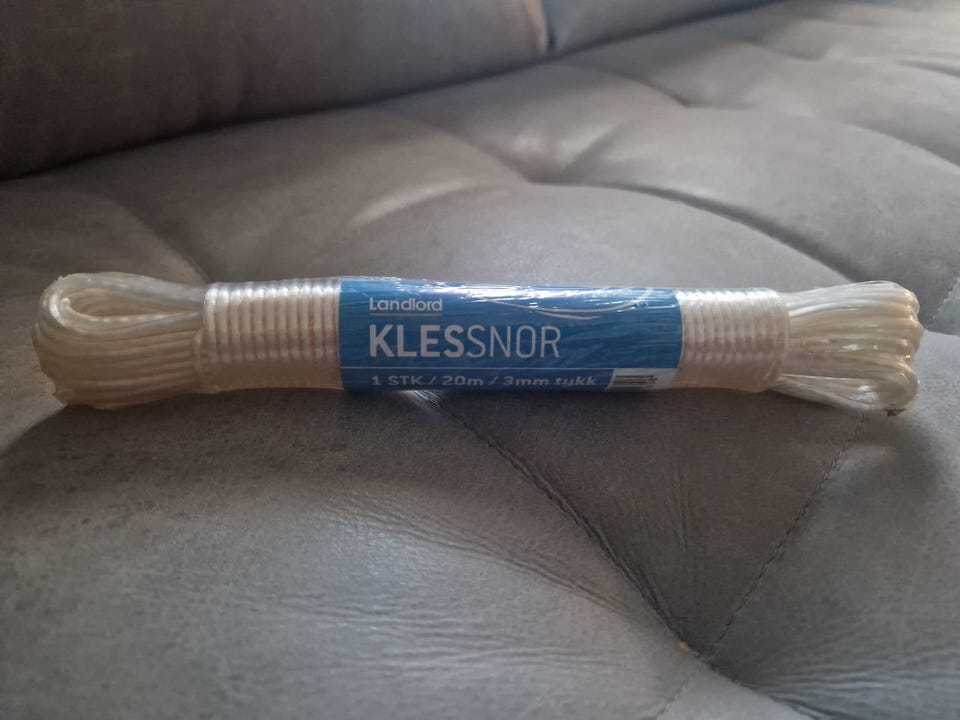 Landlord
KLESSNOR
1 STK / 20m / 3mm tykk